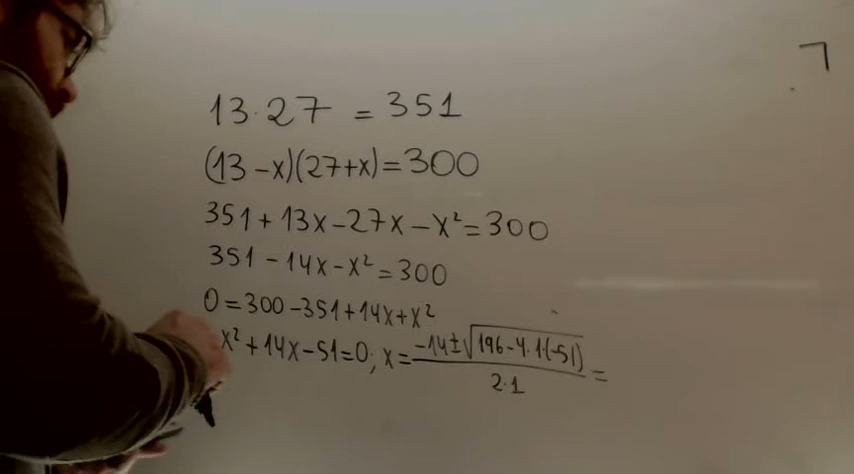 13·27 = 351
(13-x)(27+x)=300
351+13x-27x-x²=300
351-14x-x²=300
0=300-351+14x+x²
x²+14x-51=0; x=(-14±√(196-4·1·(-51)))/(2·1) =